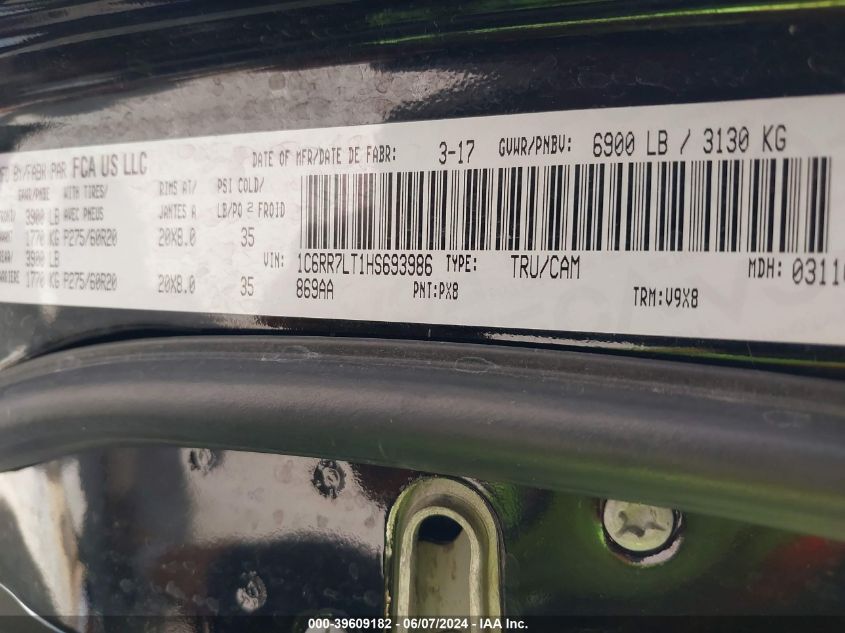 BY/FABR PAR FCA US LLC DATE OF MFR/DATE DE FABR: 3-17 GVWR/PNBV: 6900 LB / 3130 KG
WITH TIRES/ RIMS AT/ PSI COLD/
3900 LB AVEC PNEUS JANTES A LB/PO 2 FROID
1770 KG P275/60R20 20X8.0 35
3900 LB VIN: 1C6RR7LT1HS693986 TYPE: TRU/CAM MDH:
1770 KG P275/60R20 20X8.0 35 869AA PNT:PX8 TRM:V9X8
000-39609182 - 06/07/2024 - IAA Inc.